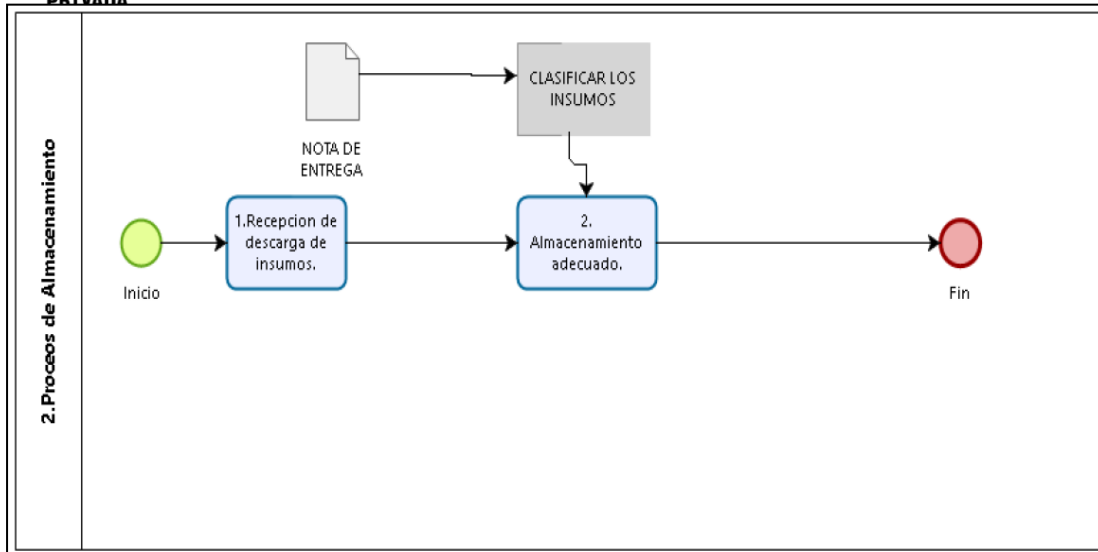 PRIVADA
2.Proceos de Almacenamiento
NOTA DE
ENTREGA
CLASIFICAR LOS
INSUMOS
Inicio
1.Recepcion de
descarga de
insumos.
2.
Almacenamiento
adecuado.
Fin